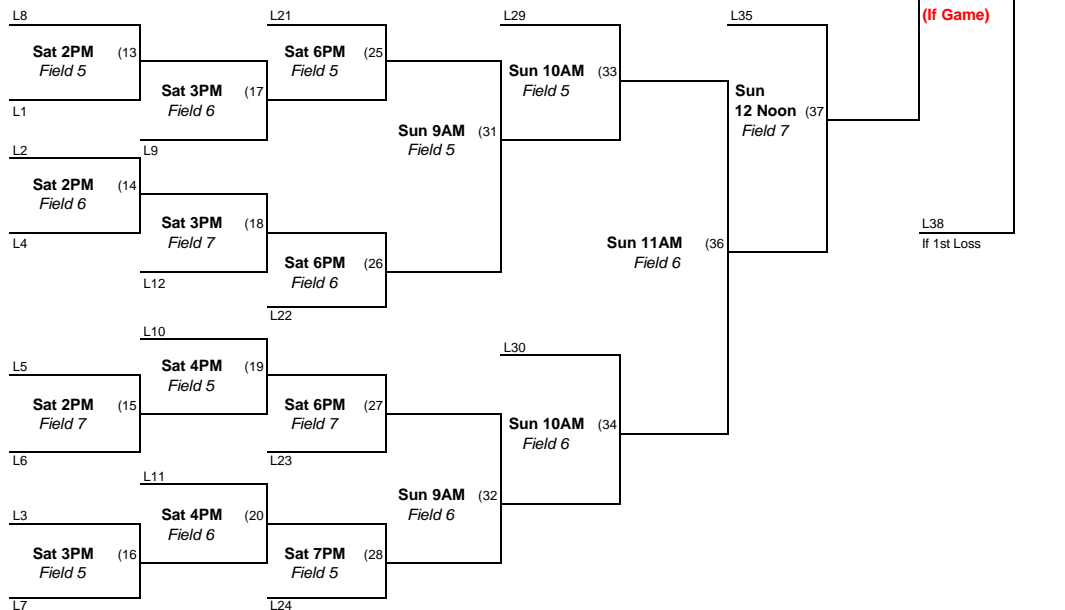 L8
L21
L29
L35
(If Game)
Sat 2PM (13
Field 5
Sat 6PM (25
Field 5
Sun 10AM (33
Field 5
Sat 3PM (17
Field 6
Sun
12 Noon (37
Field 7
L1
Sun 9AM (31
Field 5
L2
L9
Sat 2PM (14
Field 6
Sat 3PM (18
Field 7
L4
L38
If 1st Loss
Sun 11AM (36
Field 6
Sat 6PM (26
Field 6
L12
L22
L10
L30
L5
Sat 4PM (19
Field 5
Sat 2PM (15
Field 7
Sat 6PM (27
Field 7
Sun 10AM (34
Field 6
L6
L23
L11
Sun 9AM (32
Field 6
L3
Sat 4PM (20
Field 6
Sat 3PM (16
Field 5
Sat 7PM (28
Field 5
L7
L24